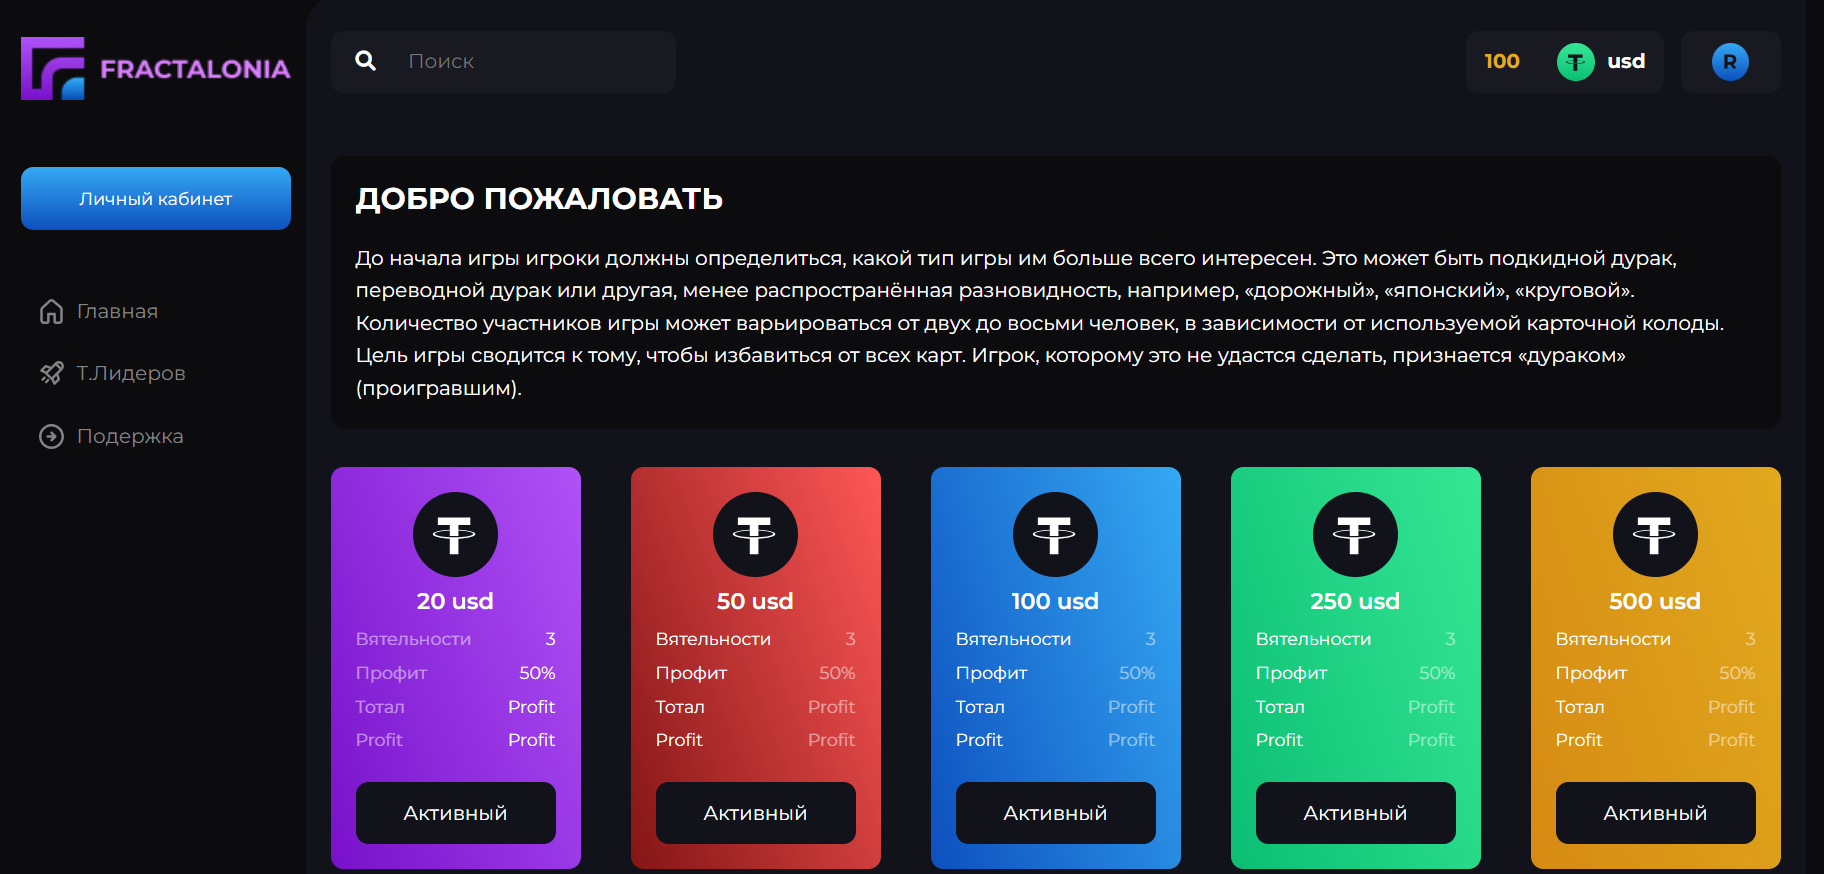 FRACTALONIA
Поиск
100 usd
R
Личный кабинет
Главная
Т.Лидеров
Подержка
ДОБРО ПОЖАЛОВАТЬ
До начала игры игроки должны определиться, какой тип игры им больше всего интересен. Это может быть подкидной дурак,
переводной дурак или другая, менее распространённая разновидность, например, «дорожный», «японский», «круговой».
Количество участников игры может варьироваться от двух до восьми человек, в зависимости от используемой карточной колоды.
Цель игры сводится к тому, чтобы избавиться от всех карт. Игрок, которому это не удастся сделать, признается «дураком»
(проигравшим).
20 usd
Вятельности 3
Профит 50%
Тотал Profit
Profit Profit
Активный
50 usd
Вятельности 3
Профит 50%
Тотал Profit
Profit Profit
Активный
100 usd
Вятельности 3
Профит 50%
Тотал Profit
Profit Profit
Активный
250 usd
Вятельности 3
Профит 50%
Тотал Profit
Profit Profit
Активный
500 usd
Вятельности 3
Профит 50%
Тотал Profit
Profit Profit
Активный